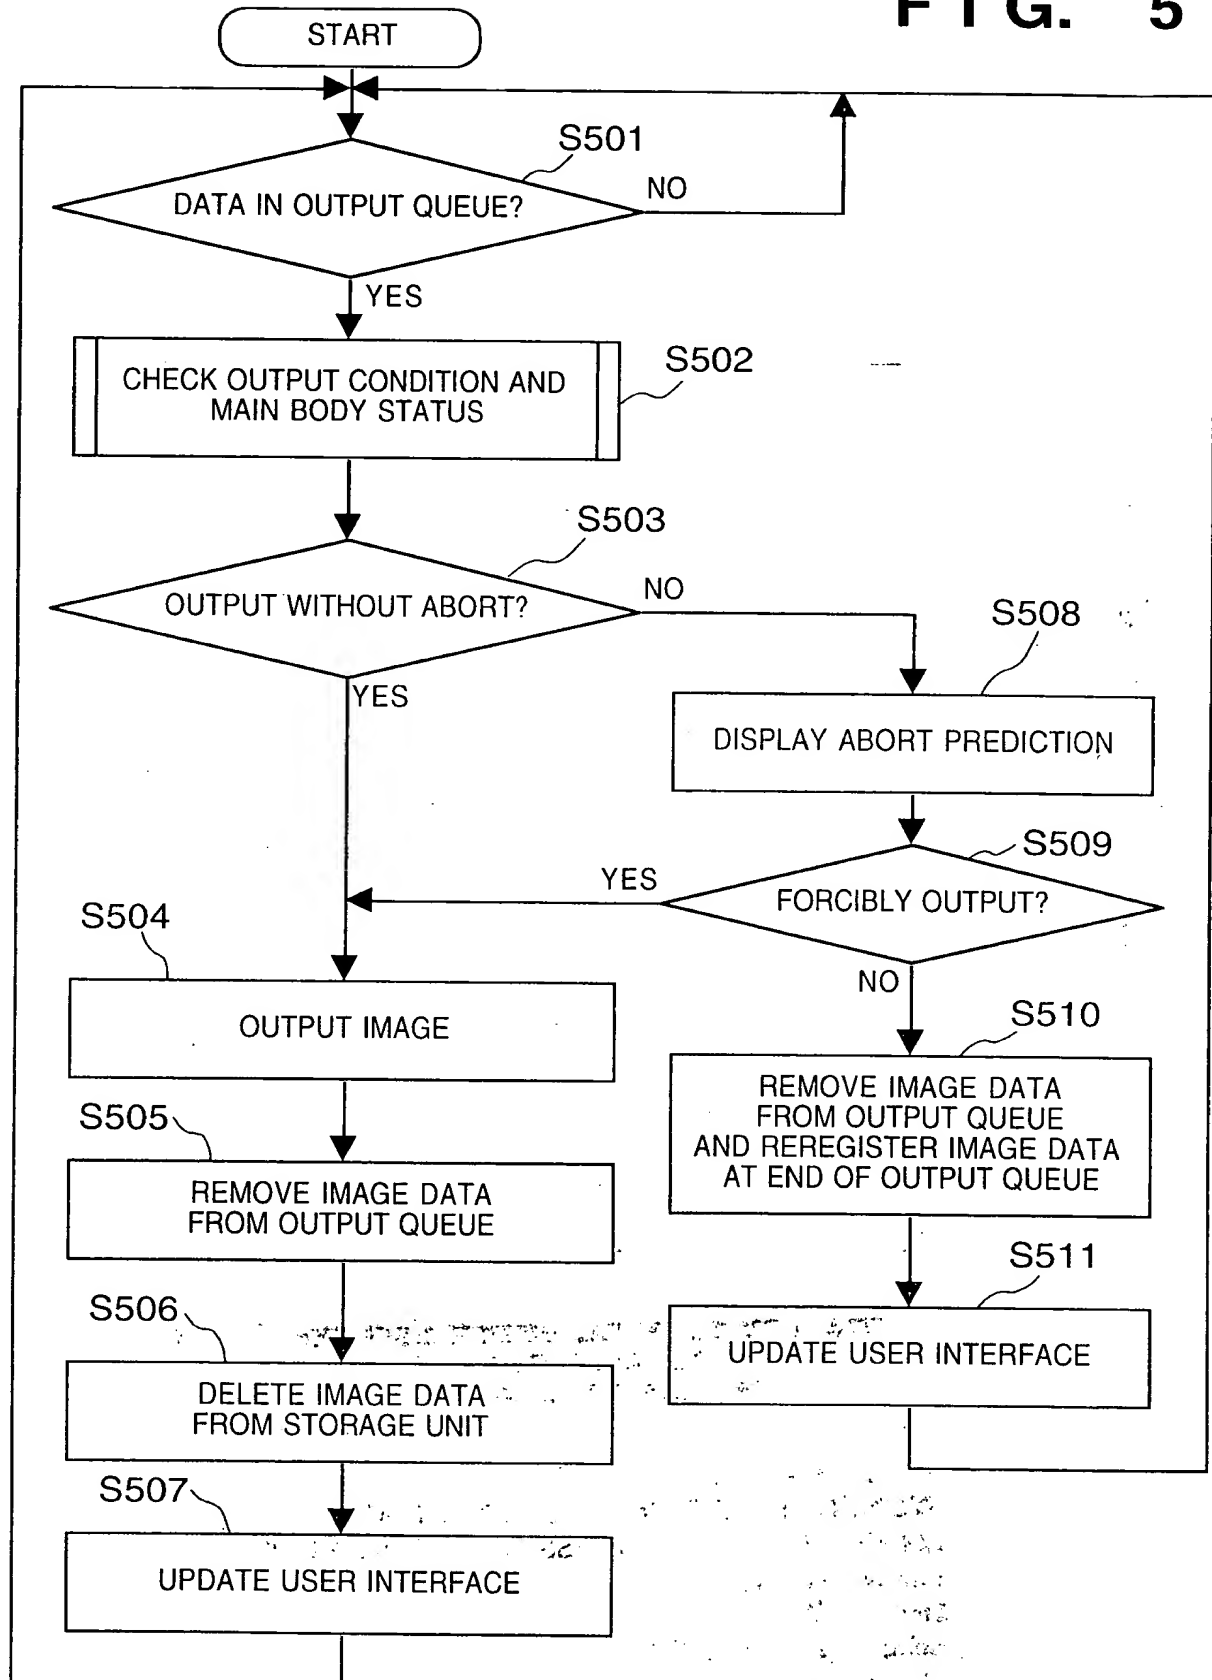 FIG. 5
START
S501
DATA IN OUTPUT QUEUE?
NO
YES
S502
CHECK OUTPUT CONDITION AND
MAIN BODY STATUS
S503
OUTPUT WITHOUT ABORT?
NO
YES
S508
DISPLAY ABORT PREDICTION
S509
FORCIBLY OUTPUT?
YES
NO
S504
OUTPUT IMAGE
S510
REMOVE IMAGE DATA
FROM OUTPUT QUEUE
AND REREGISTER IMAGE DATA
AT END OF OUTPUT QUEUE
S505
REMOVE IMAGE DATA
FROM OUTPUT QUEUE
S511
UPDATE USER INTERFACE
S506
DELETE IMAGE DATA
FROM STORAGE UNIT
S507
UPDATE USER INTERFACE